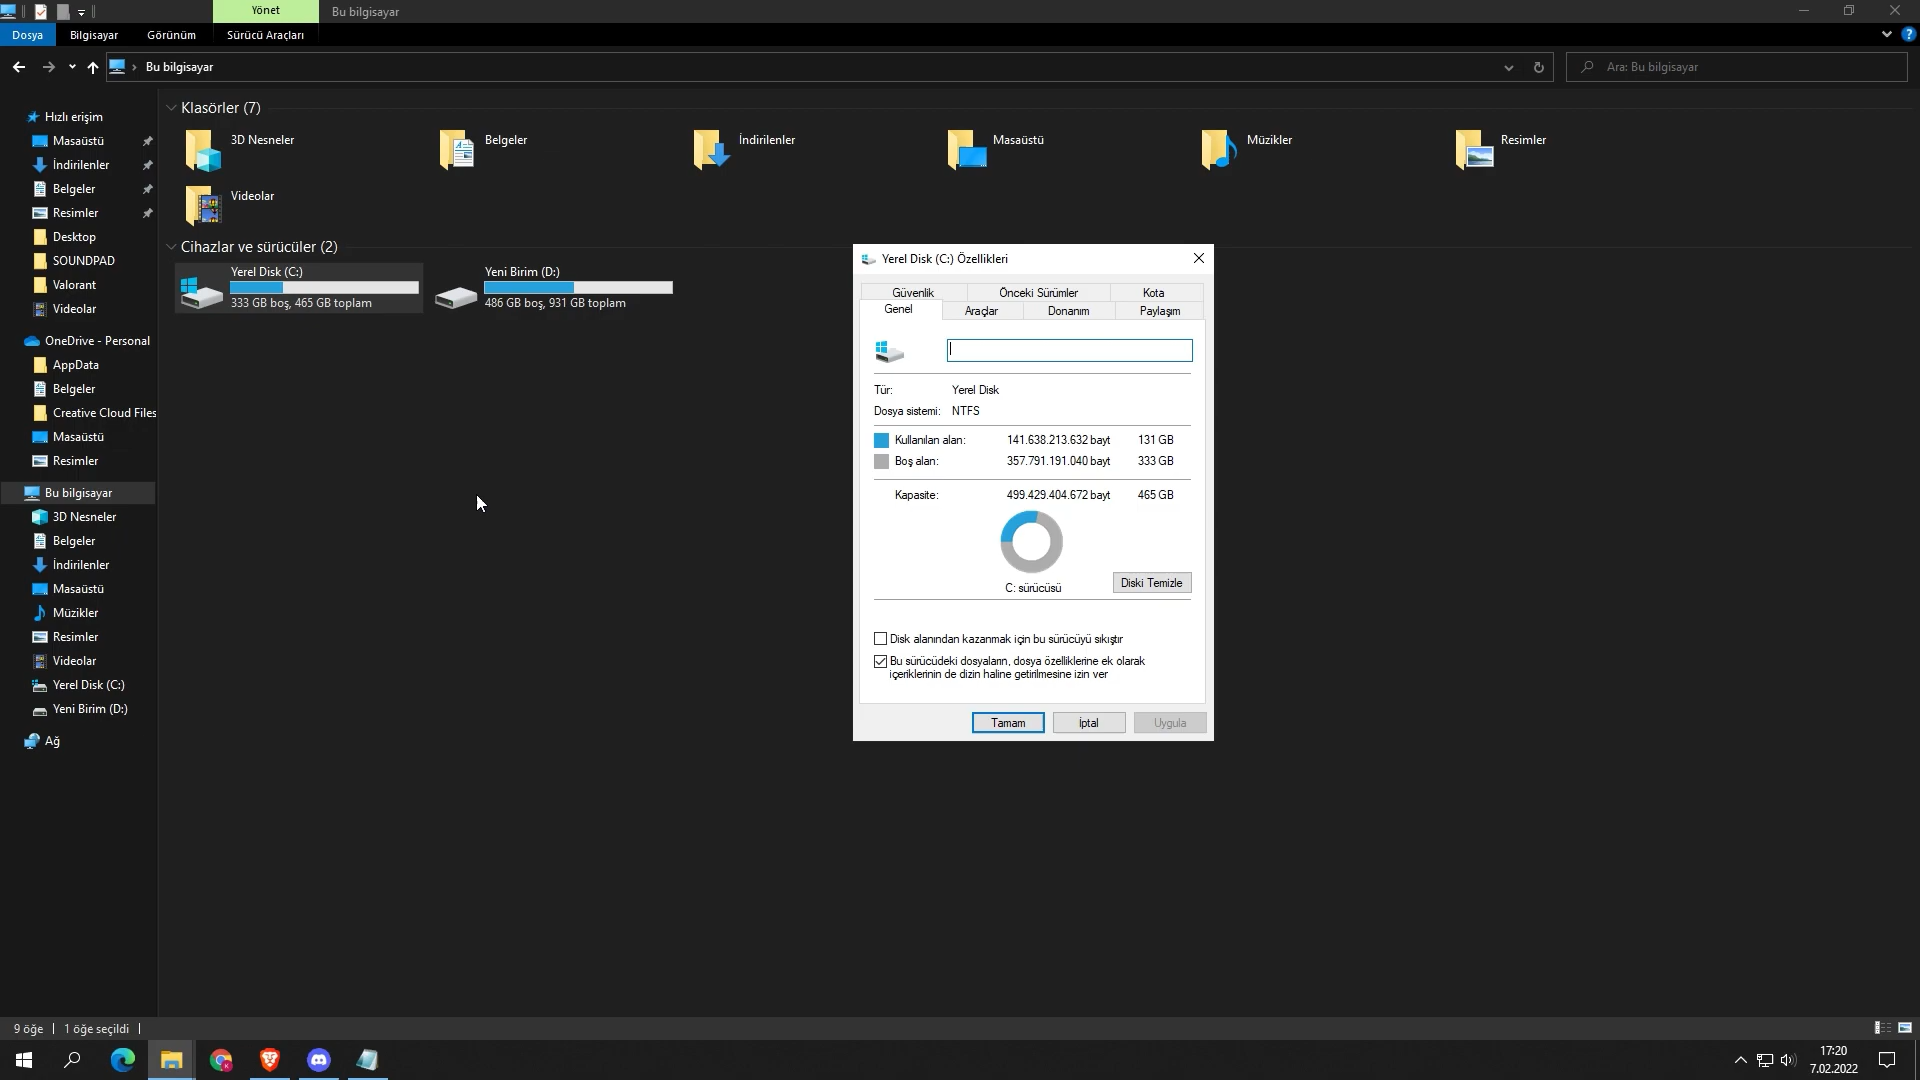 Yönet
Bu bilgisayar
Dosya
Bilgisayar
Görünüm
Sürücü Araçları
Bu bilgisayar
Ara: Bu bilgisayar
Hızlı erişim
Masaüstü
İndirilenler
Belgeler
Resimler
Desktop
SOUNDPAD
Valorant
Videolar
OneDrive - Personal
AppData
Belgeler
Creative Cloud Files
Masaüstü
Resimler
Bu bilgisayar
3D Nesneler
Belgeler
İndirilenler
Masaüstü
Müzikler
Resimler
Videolar
Yerel Disk (C:)
Yeni Birim (D:)
Ağ
Klasörler (7)
3D Nesneler
Belgeler
İndirilenler
Masaüstü
Müzikler
Resimler
Videolar
Cihazlar ve sürücüler (2)
Yerel Disk (C:)
333 GB boş, 465 GB toplam
Yeni Birim (D:)
486 GB boş, 931 GB toplam
Yerel Disk (C:) Özellikleri
Güvenlik
Önceki Sürümler
Kota
Genel
Araçlar
Donanım
Paylaşım
Tür: Yerel Disk
Dosya sistemi: NTFS
Kullanılan alan: 141.638.213.632 bayt 131 GB
Boş alan: 357.791.191.040 bayt 333 GB
Kapasite: 499.429.404.672 bayt 465 GB
C: sürücüsü
Diski Temizle
Disk alanından kazanmak için bu sürücüyü sıkıştır
Bu sürücüdeki dosyaların, dosya özelliklerine ek olarak
içeriklerinin de dizin haline getirilmesine izin ver
Tamam
İptal
Uygula
9 öğe
1 öğe seçildi
17:20
7.02.2022